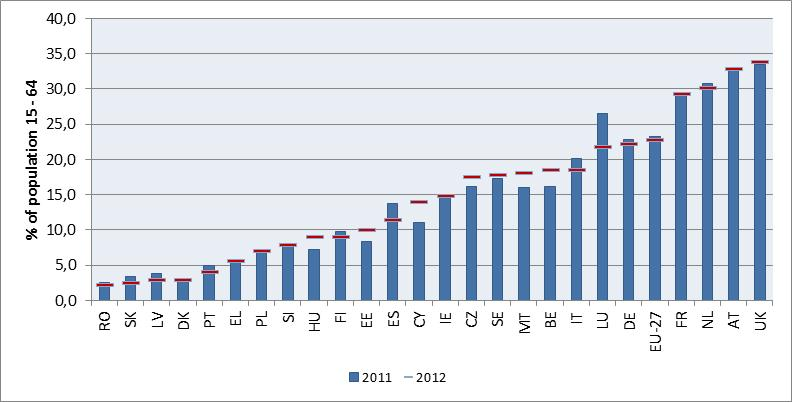 % of population 15 - 64
40,0
35,0
30,0
25,0
20,0
15,0
10,0
5,0
0,0
RO
SK
LV
DK
PT
EL
PL
SI
HU
FI
EE
ES
CY
IE
CZ
SE
MT
BE
IT
LU
DE
EU-27
FR
NL
AT
UK
2011 2012